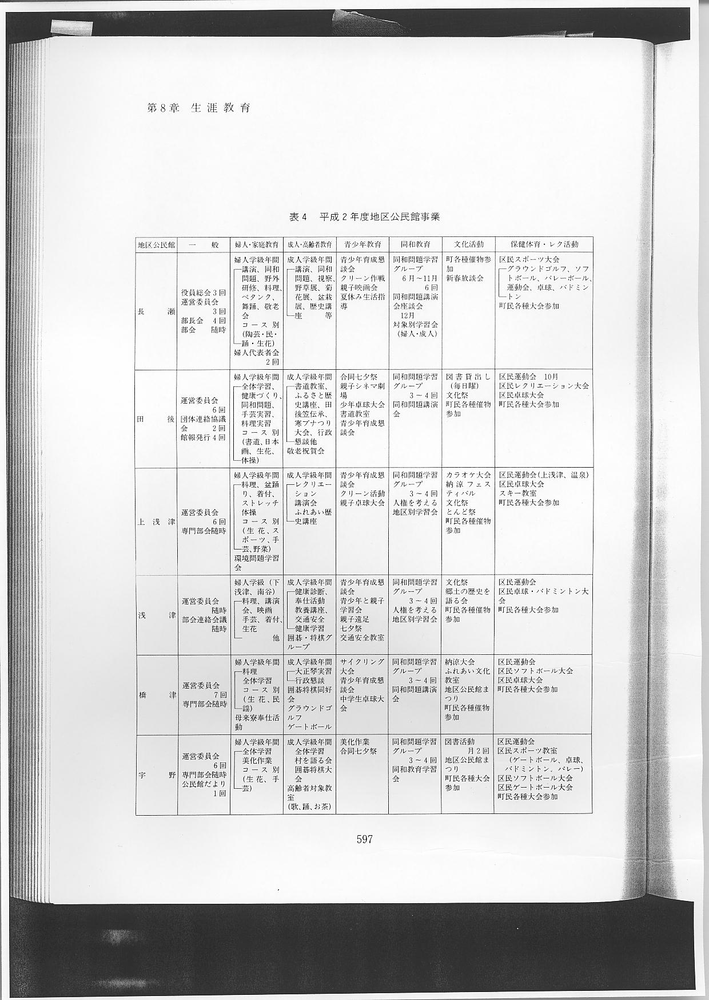 第8章　生涯教育
表4　平成2年度地区公民館事業
地区公民館
一　般
婦人・家庭教育
成人・高齢者教育
青少年教育
同和教育
文化活動
保健体育・レク活動
長　瀬
役員総会3回
運営委員会
3回
部長会　4回
部会　随時
婦人学級年間
講演、同和
問題、野外
研修、料理、
ペタンク、
舞踊、敬老
会
コース別
(陶芸・民・
踊・生花)
婦人代表者会
2回
成人学級年間
講演、同和
問題、視察、
野草展、菊
花展、盆栽
展、歴史講
座　等
青少年育成懇
談会
クリーン作戦
親子映画会
夏休み生活指
導
同和問題学習
グループ
6月～11月
6回
同和問題講演
会座談会
12月
対象別学習会
(婦人・成人)
町各種催物参
加
新春放談会
区民スポーツ大会
グラウンドゴルフ、ソフ
トボール、バレーボール、
運動会、卓球、バドミン
トン
町民各種大会参加
田　後
運営委員会
6回
団体連絡協議
会　2回
館報発行4回
婦人学級年間
全体学習、
健康づくり、
同和問題、
手芸実習、
料理実習
コース別
(書道、日本
画、生花、
体操)
成人学級年間
書道教室、
ふるさと歴
史講座、田
後笠伝承、
寒ブナつり
大会、行政
懇談他
敬老祝賀会
合同七夕祭
親子シネマ劇
場
少年卓球大会
書道教室
青少年育成懇
談会
同和問題学習
グループ
3～4回
同和問題講演
会
図書貸出し
(毎日曜)
文化祭
町民各種催物
参加
区民運動会　10月
区民レクリエーション大会
区民卓球大会
町民各種大会参加
上浅津
運営委員会
6回
専門部会随時
婦人学級年間
料理、盆踊
り、着付、
ストレッチ
体操
コース別
(生花、ス
ポーツ、手
芸、野菜)
環境問題学習
会
成人学級年間
レクリエー
ション
講演会
ふれあい歴
史講座
青少年育成懇
談会
クリーン活動
親子卓球大会
同和問題学習
グループ
3～4回
人権を考える
地区別学習会
カラオケ大会
納涼フェス
ティバル
文化祭
とんど祭
町民各種催物
参加
区民運動会(上浅津、温泉)
区民卓球大会
スキー教室
町民各種大会参加
浅　津
運営委員会
随時
部会連絡会議
随時
婦人学級(下
浅津、南谷)
料理、講演
会、映画
手芸、着付、
生花
他
成人学級年間
健康診断、
奉仕活動
教養講座、
交通安全
健康学習
囲碁・将棋グ
ループ
青少年育成懇
談会
青少年と親子
学習会
親子遠足
七夕祭
交通安全教室
同和問題学習
グループ
3～4回
人権を考える
地区別学習会
文化祭
郷土の歴史を
語る会
町民各種催物
参加
区民運動会
区民卓球・バドミントン大
会
町民各種大会参加
橋　津
運営委員会
7回
専門部会随時
婦人学級年間
料理
全体学習
コース別
(生花、民
謡)
母来寮奉仕活
動
成人学級年間
大正琴実習
行政懇談
囲碁将棋同好
会
グラウンドゴ
ルフ
ゲートボール
サイクリング
大会
青少年育成懇
談会
中学生卓球大
会
同和問題学習
グループ
3～4回
同和問題講演
会
納涼大会
ふれあい文化
教室
地区公民館ま
つり
町民各種催物
参加
区民運動会
区民ソフトボール大会
区民卓球大会
町民各種大会参加
宇　野
運営委員会
6回
専門部会随時
公民館だより
1回
婦人学級年間
全体学習
美化作業
コース別
(生花、手
芸)
成人学級年間
全体学習
村を語る会
囲碁将棋大
会
高齢者対象教
室
(歌、踊、お茶)
美化作業
合同七夕祭
同和問題学習
グループ
3～4回
同和教育学習
会
図書活動
月2回
地区公民館ま
つり
町民各種大会
参加
区民運動会
区民スポーツ教室
(ゲートボール、卓球、
バドミントン、バレー)
区民ソフトボール大会
区民ゲートボール大会
町民各種大会参加
597